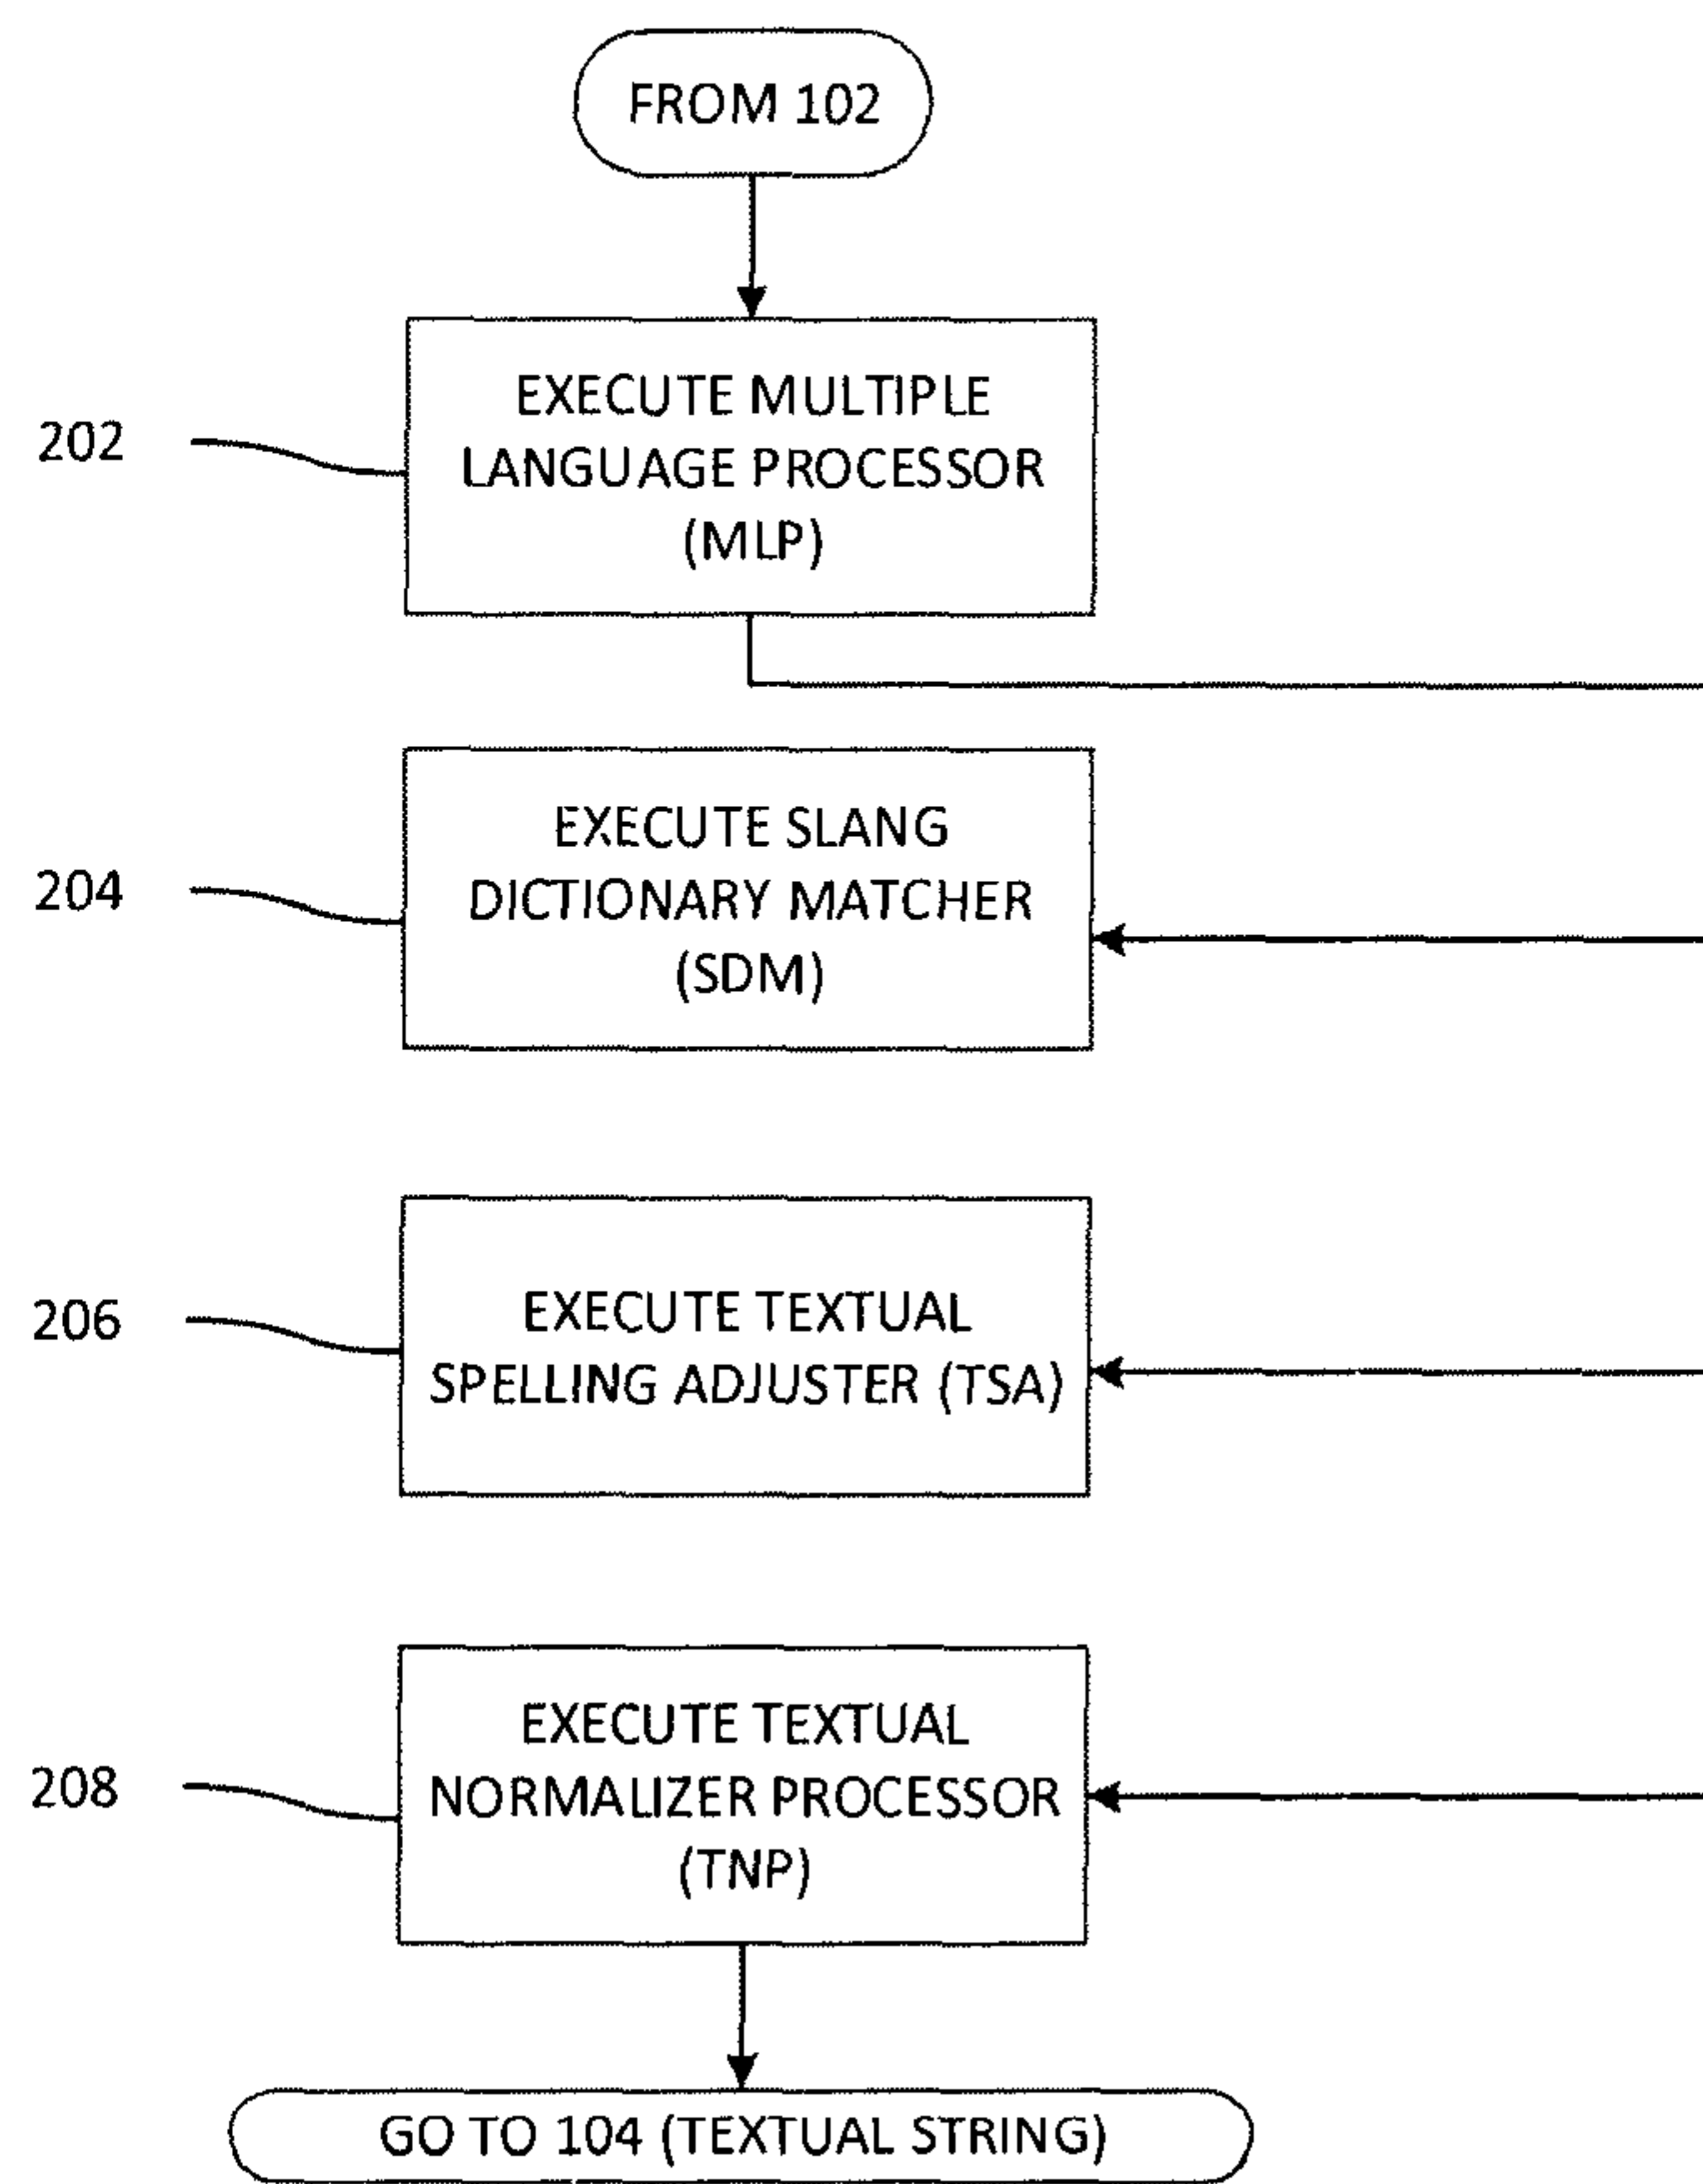 FROM 102
202
EXECUTE MULTIPLE
LANGUAGE PROCESSOR
(MLP)
204
EXECUTE SLANG
DICTIONARY MATCHER
(SDM)
206
EXECUTE TEXTUAL
SPELLING ADJUSTER (TSA)
208
EXECUTE TEXTUAL
NORMALIZER PROCESSOR
(TNP)
GO TO 104 (TEXTUAL STRING)